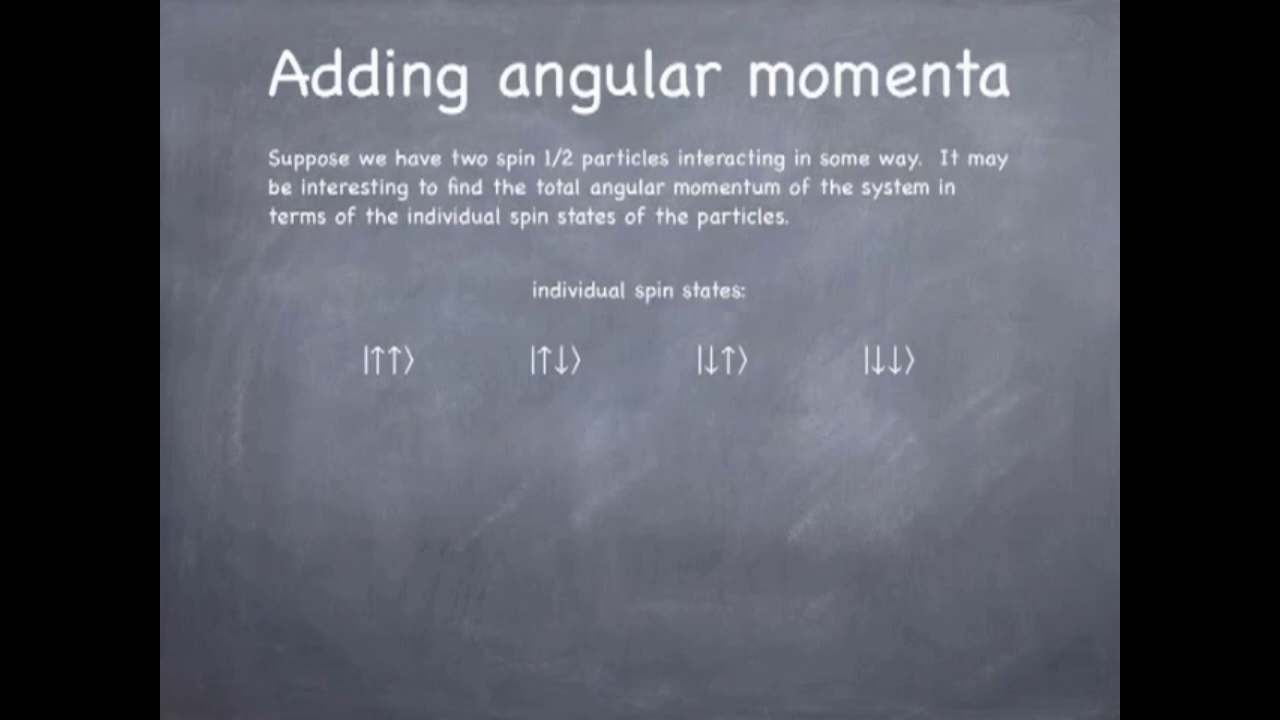 Adding angular momenta
Suppose we have two spin 1/2 particles interacting in some way. It may
be interesting to find the total angular momentum of the system in
terms of the individual spin states of the particles.
individual spin states:
|↑↑⟩ |↑↓⟩ |↓↑⟩ |↓↓⟩